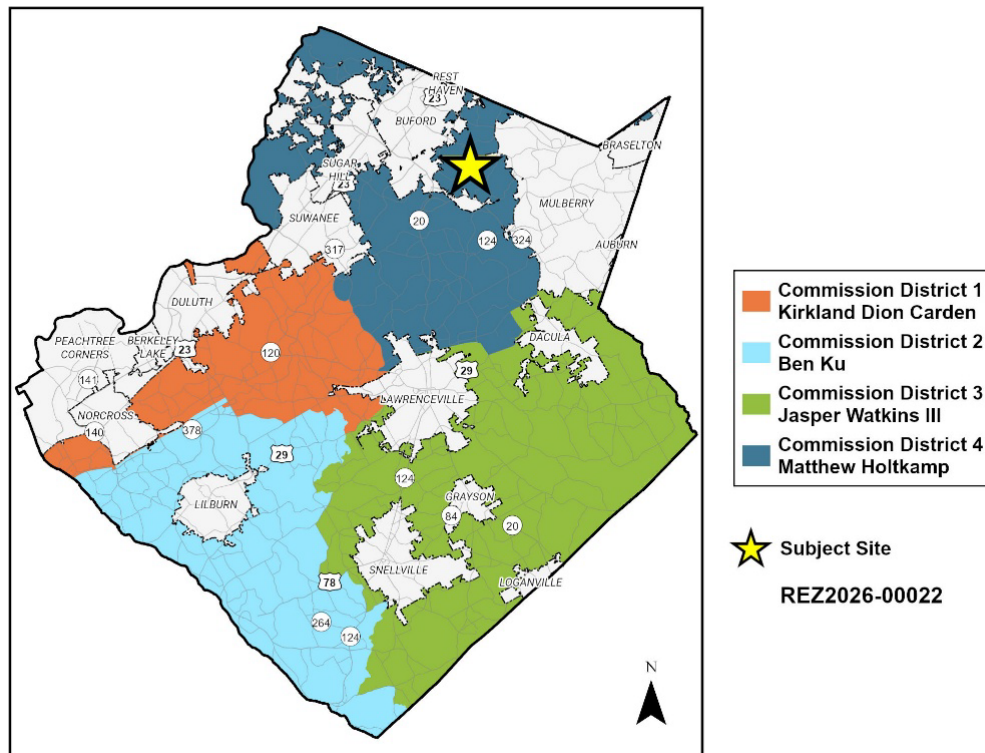 REST
HAVEN
23
BUFORD
BRASELTON
SUGAR
HILL
23
MULBERRY
SUWANEE
20
124
324
AUBURN
317
DULUTH
PEACHTREE
CORNERS
BERKELEY
LAKE
23
120
DACULA
141
29
LAWRENCEVILLE
NORCROSS
140
378
29
124
LILBURN
GRAYSON
84
20
SNELLVILLE
78
LOGANVILLE
264
124
N
Commission District 1
Kirkland Dion Carden
Commission District 2
Ben Ku
Commission District 3
Jasper Watkins III
Commission District 4
Matthew Holtkamp
Subject Site
REZ2026-00022